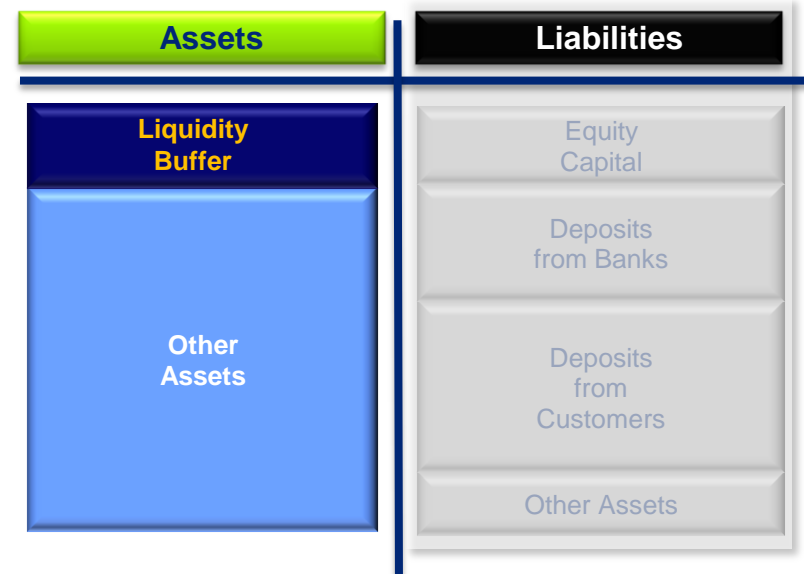 Assets
Liabilities
Liquidity
Buffer
Other
Assets
Equity
Capital
Deposits
from Banks
Deposits
from
Customers
Other Assets